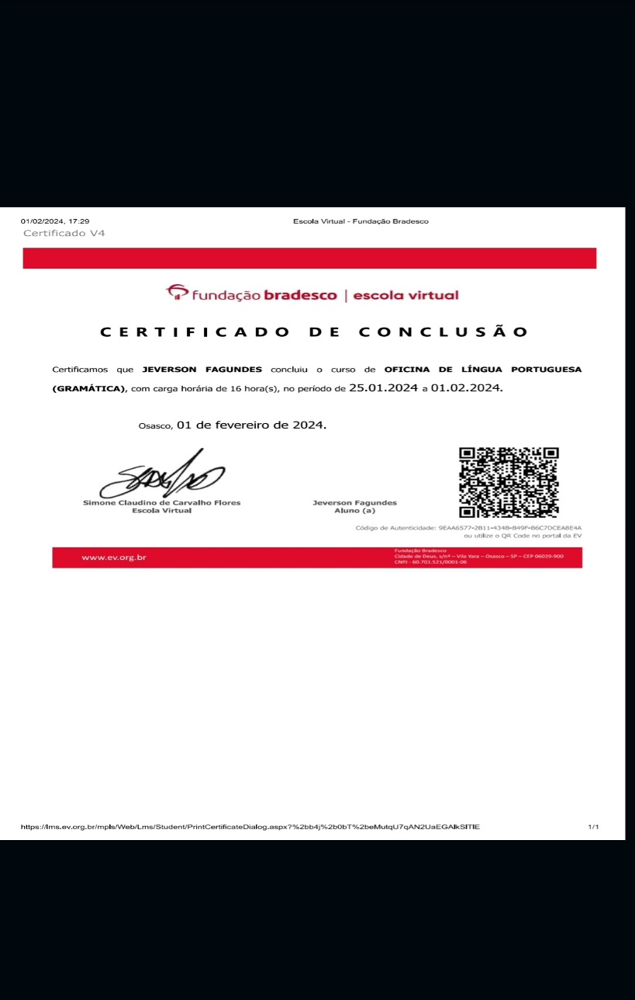 01/02/2024, 17:29 Escola Virtual - Fundação Bradesco
Certificado V4
fundação bradesco | escola virtual
CERTIFICADO DE CONCLUSÃO
Certificamos que JEVERSON FAGUNDES concluiu o curso de OFICINA DE LÍNGUA PORTUGUESA
(GRAMÁTICA), com carga horária de 16 hora(s), no período de 25.01.2024 a 01.02.2024.
Osasco, 01 de fevereiro de 2024.
Simone Claudino de Carvalho Flores
Escola Virtual
Jeverson Fagundes
Aluno (a)
Código de Autenticidade: 9EAA6577-2B11-434B-B49F-B6C7DCEA8E4A
ou utilize o QR Code no portal da EV
www.ev.org.br
Fundação Bradesco
Cidade de Deus, s/nº – Vila Yara – Osasco – SP – CEP 06029-900
CNPJ - 60.701.521/0001-06
https://lms.ev.org.br/mpls/Web/Lms/Student/PrintCertificateDialog.aspx?%2bb4j%2b0bT%2beMutqU7qAN2UaEGAlkSITlE 1/1